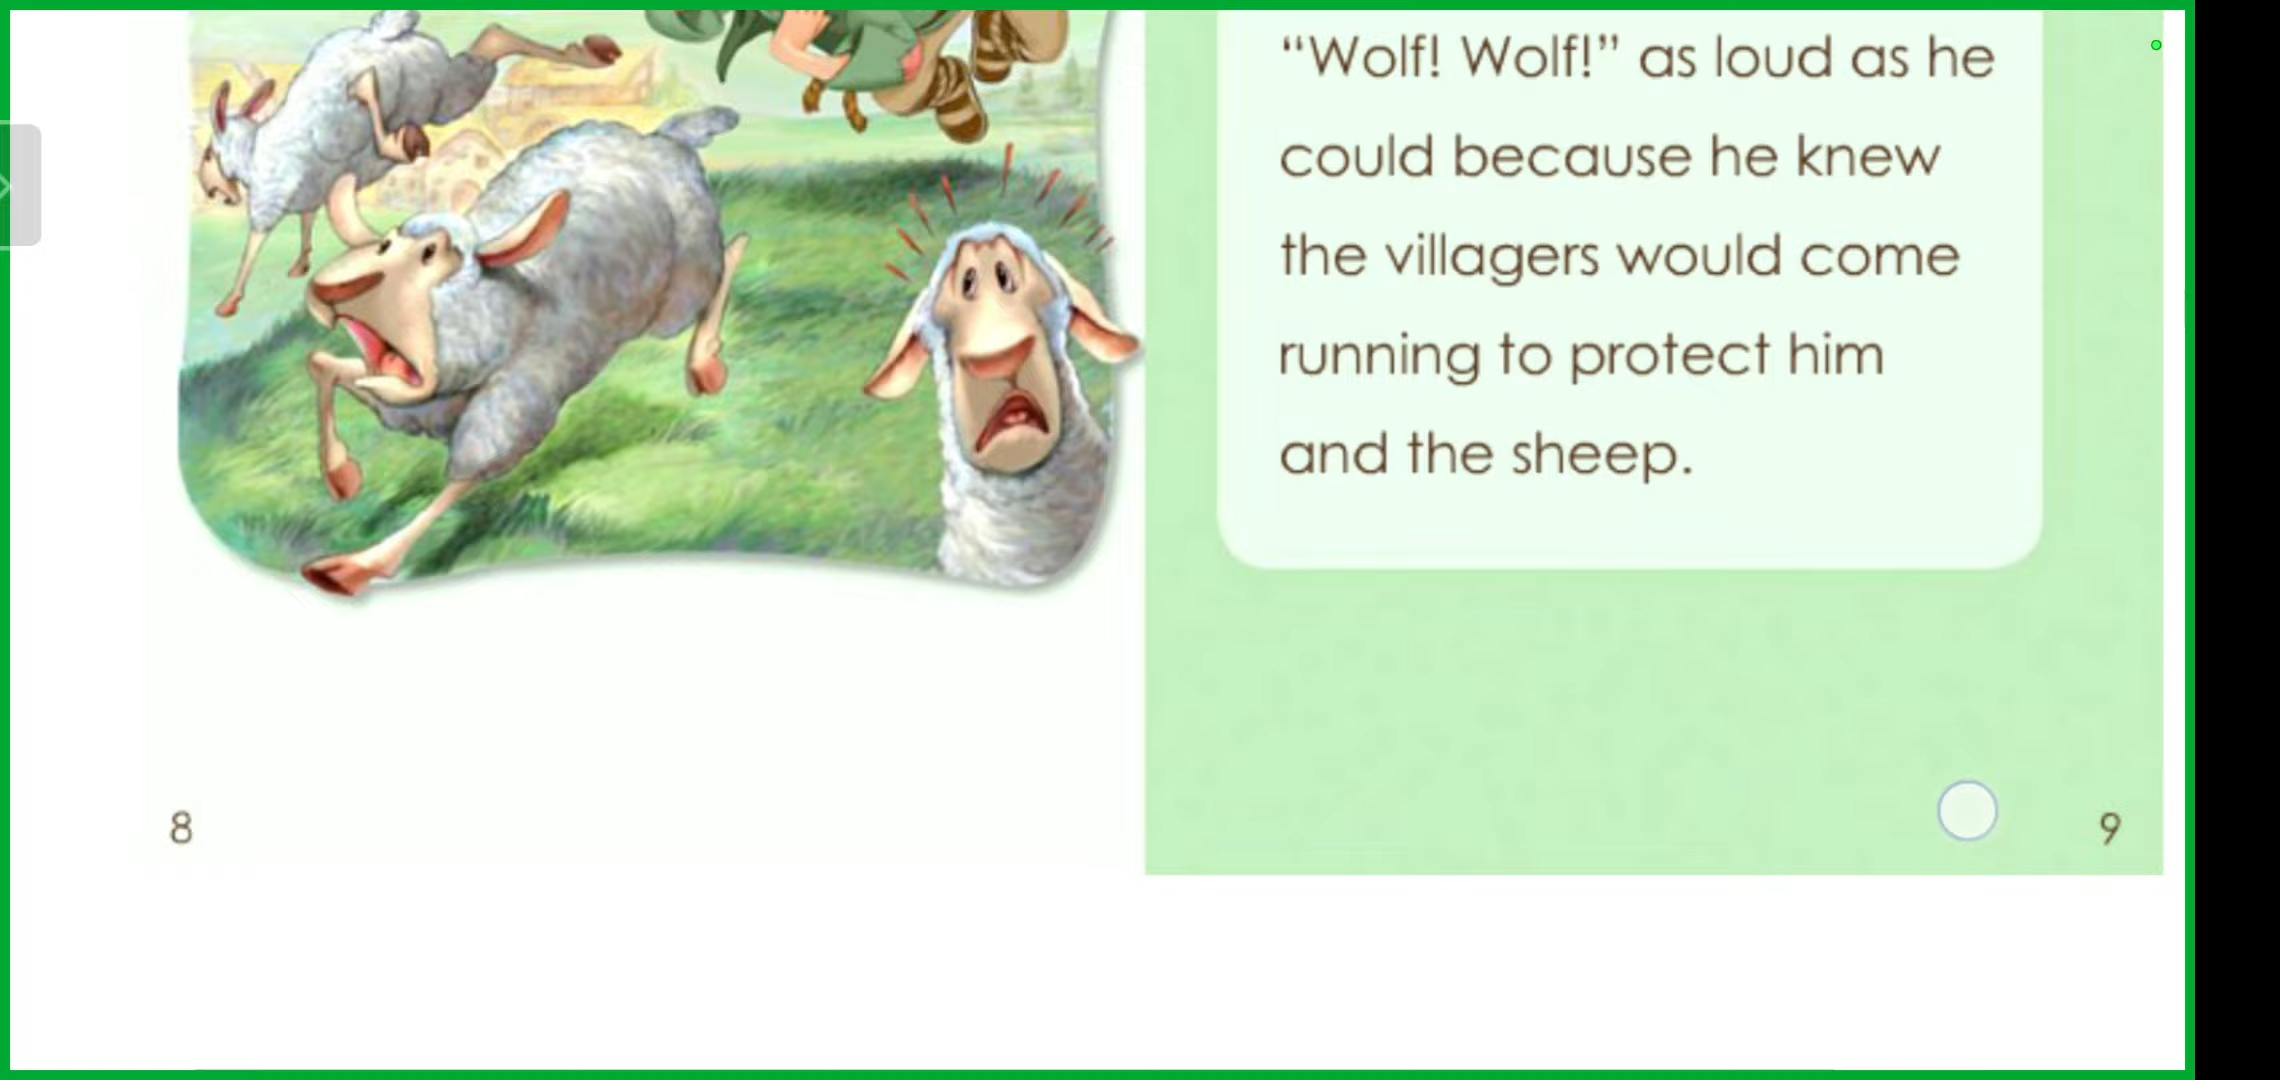 “Wolf! Wolf!” as loud as he
could because he knew
the villagers would come
running to protect him
and the sheep.
8
9